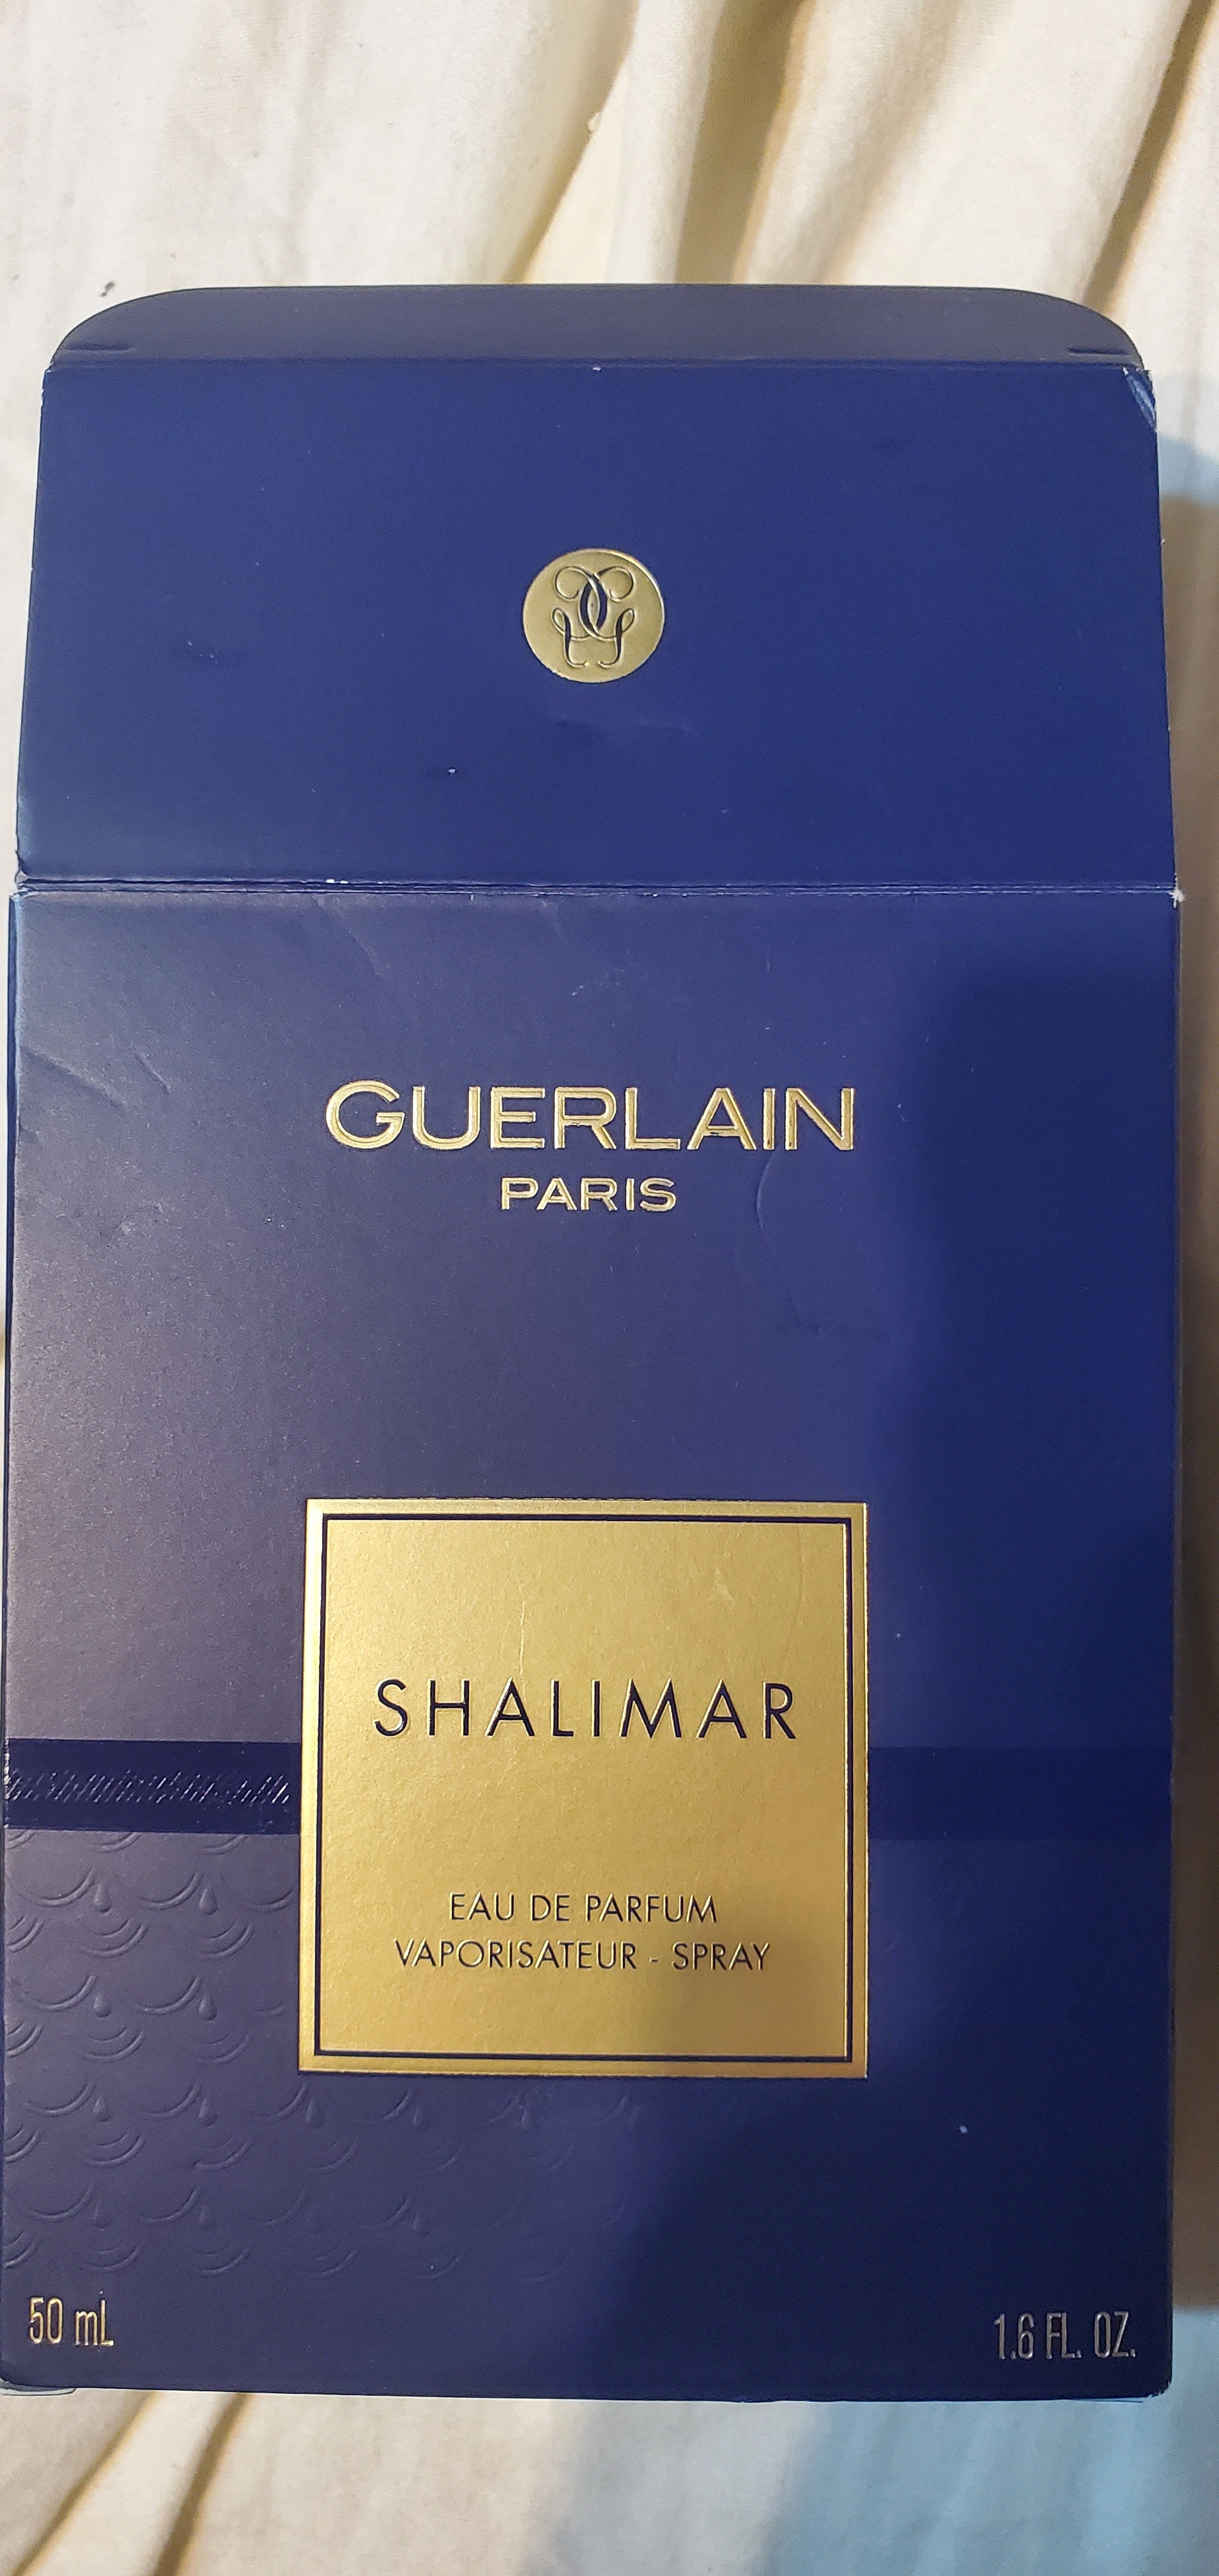 GUERLAIN
PARIS
SHALIMAR
EAU DE PARFUM
VAPORISATEUR - SPRAY
50 mL
1.6 FL. OZ.